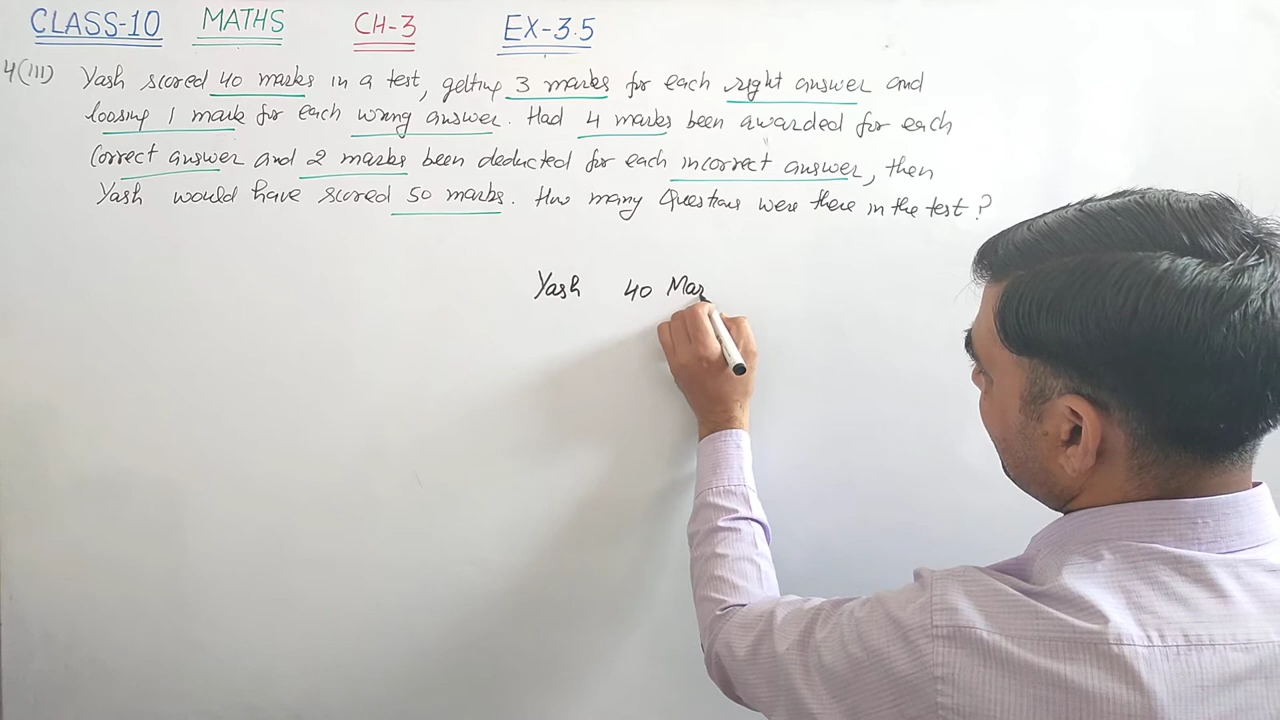 CLASS-10 MATHS CH-3 EX-3.5
4(III) Yash scored 40 marks in a test, getting 3 marks for each right answer and
loosing 1 mark for each wrong answer. Had 4 marks been awarded for each
Correct answer and 2 marks been deducted for each incorrect answer, then
Yash would have scored 50 marks. How many Questions were there in the test?
Yash 40 Mar